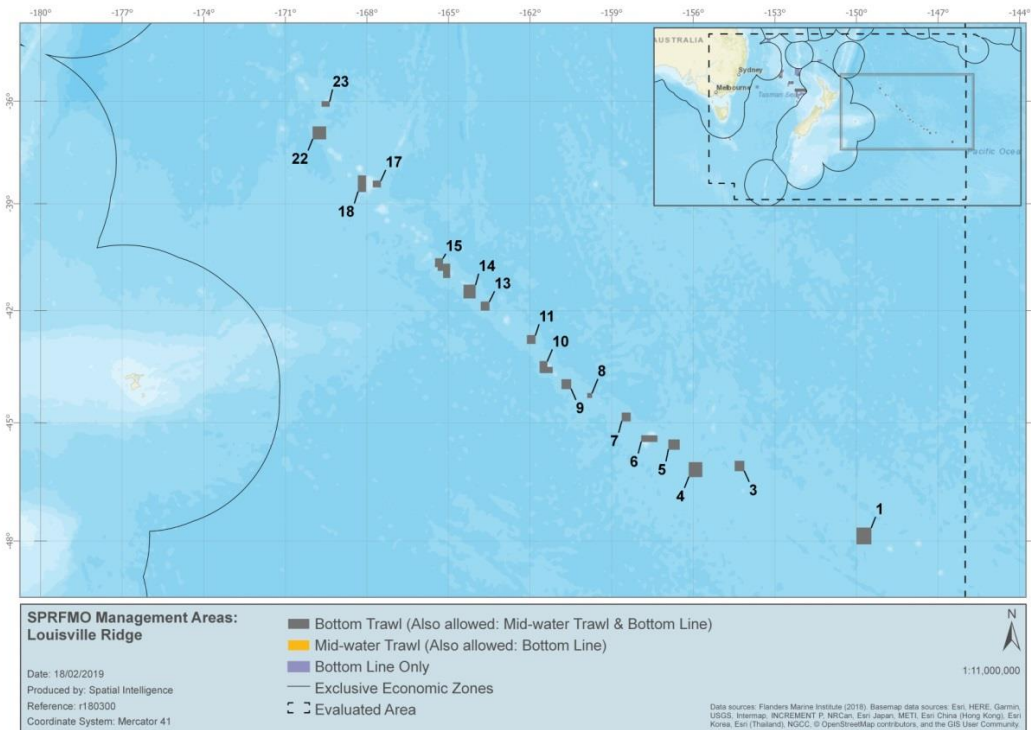 -180° -177° -174° -171° -168° -165° -162° -159° -156° -153° -150° -147° -144°
-36°
-39°
-42°
-45°
-48°
23
22
17
18
15
14
13
11
10
8
9
7
6
5
4
3
1
AUSTRALIA
Sydney
Melbourne
Tasman Sea
Pacific Ocean
SPRFMO Management Areas:
Louisville Ridge
Date: 18/02/2019
Produced by: Spatial Intelligence
Reference: r180300
Coordinate System: Mercator 41
Bottom Trawl (Also allowed: Mid-water Trawl & Bottom Line)
Mid-water Trawl (Also allowed: Bottom Line)
Bottom Line Only
Exclusive Economic Zones
Evaluated Area
N
1:11,000,000
Data sources: Flanders Marine Institute (2018). Basemap data sources: Esri, HERE, Garmin,
USGS, Intermap, INCREMENT P, NRCan, Esri Japan, METI, Esri China (Hong Kong), Esri
Korea, Esri (Thailand), NGCC, © OpenStreetMap contributors, and the GIS User Community.